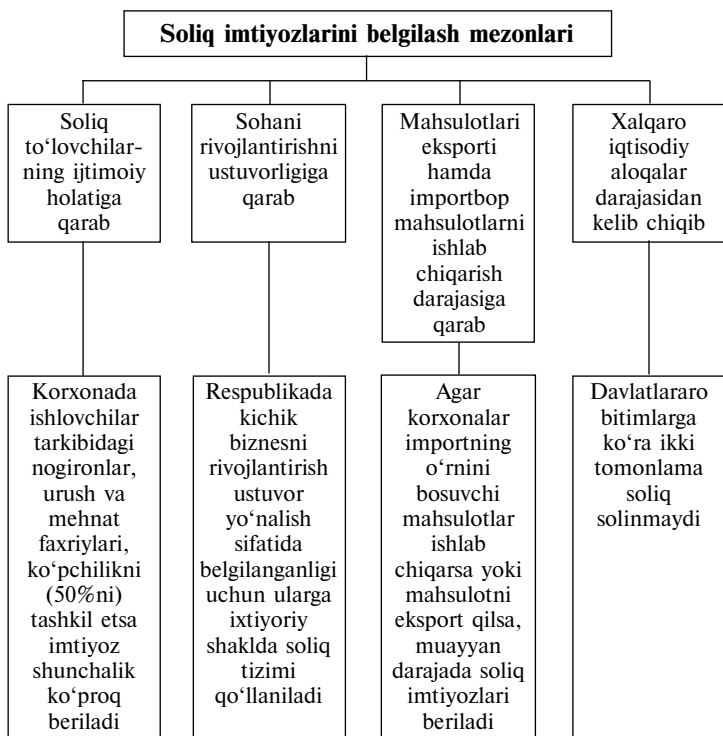 Soliq imtiyozlarini belgilash mezonlari
Soliq
to‘lovchilar-
ning ijtimoiy
holatiga
qarab
Sohani
rivojlantirishni
ustuvorligiga
qarab
Mahsulotlari
eksporti
hamda
importbop
mahsulotlarni
ishlab
chiqarish
darajasiga
qarab
Xalqaro
iqtisodiy
aloqalar
darajasidan
kelib chiqib
Korxonada
ishlovchilar
tarkibidagi
nogironlar,
urush va
mehnat
faxriylari,
ko‘pchilikni
(50%ni)
tashkil etsa
imtiyoz
shunchalik
ko‘proq
beriladi
Respublikada
kichik
biznesni
rivojlantirish
ustuvor
yo‘nalish
sifatida
belgilanganligi
uchun ularga
ixtiyoriy
shaklda soliq
tizimi
qo‘llaniladi
Agar
korxonalar
importning
o‘rnini
bosuvchi
mahsulotlar
ishlab
chiqarsa yoki
mahsulotni
eksport qilsa,
muayyan
darajada soliq
imtiyozlari
beriladi
Davlatlararo
bitimlarga
ko‘ra ikki
tomonlama
soliq
solinmaydi